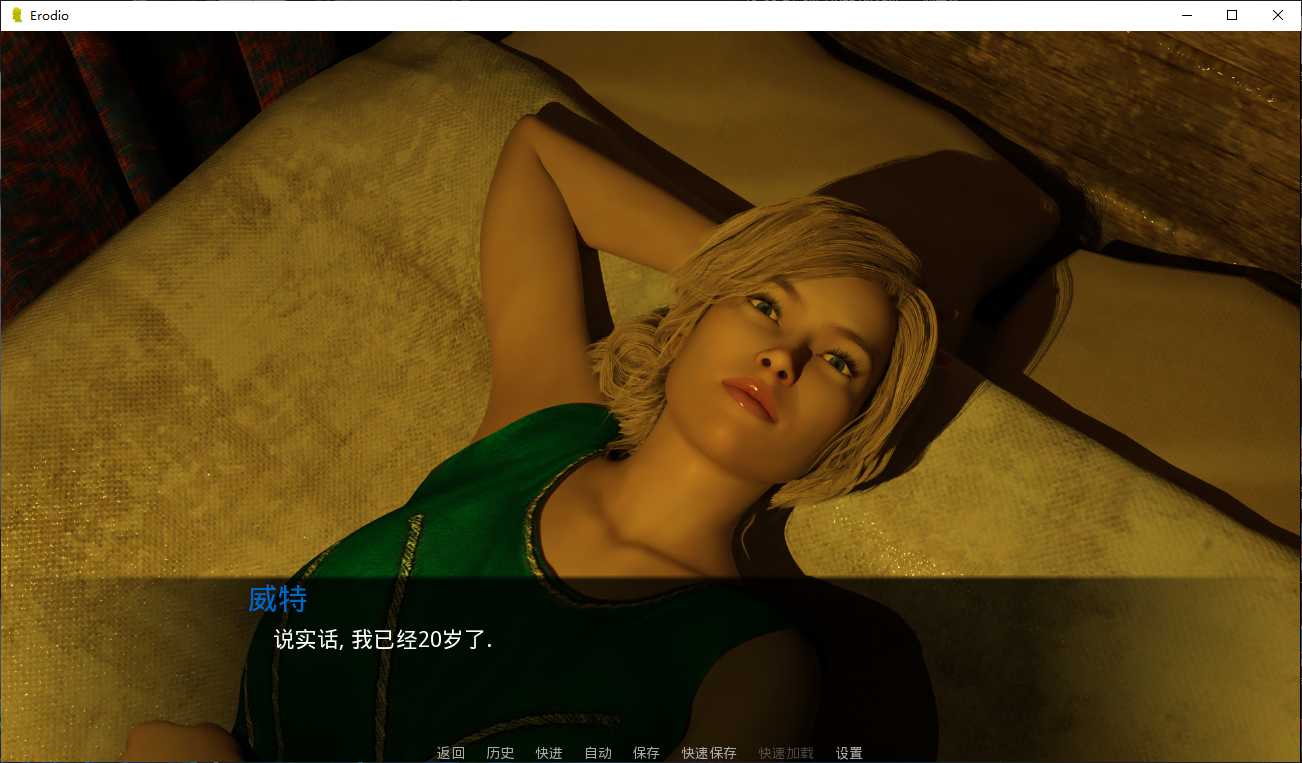 Erodio
威特
说实话, 我已经20岁了.
返回 历史 快进 自动 保存 快速保存 快速加载 设置